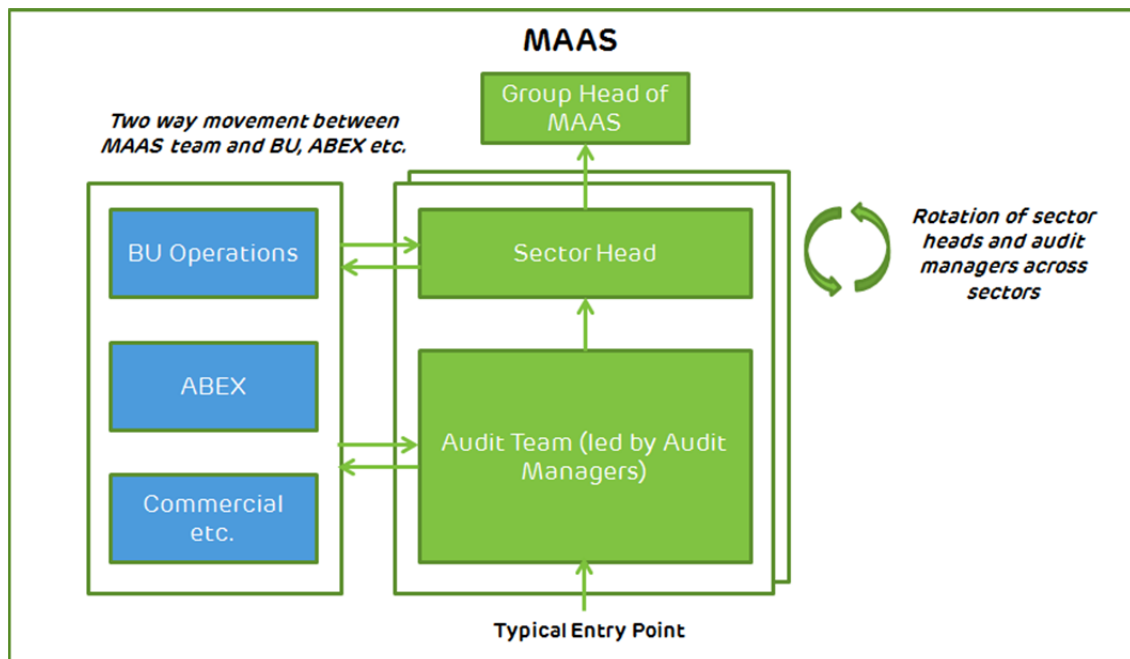 MAAS
Group Head of
MAAS
Two way movement between
MAAS team and BU, ABEX etc.
BU Operations
ABEX
Commercial
etc.
Sector Head
Audit Team (led by Audit
Managers)
Rotation of sector
heads and audit
managers across
sectors
Typical Entry Point